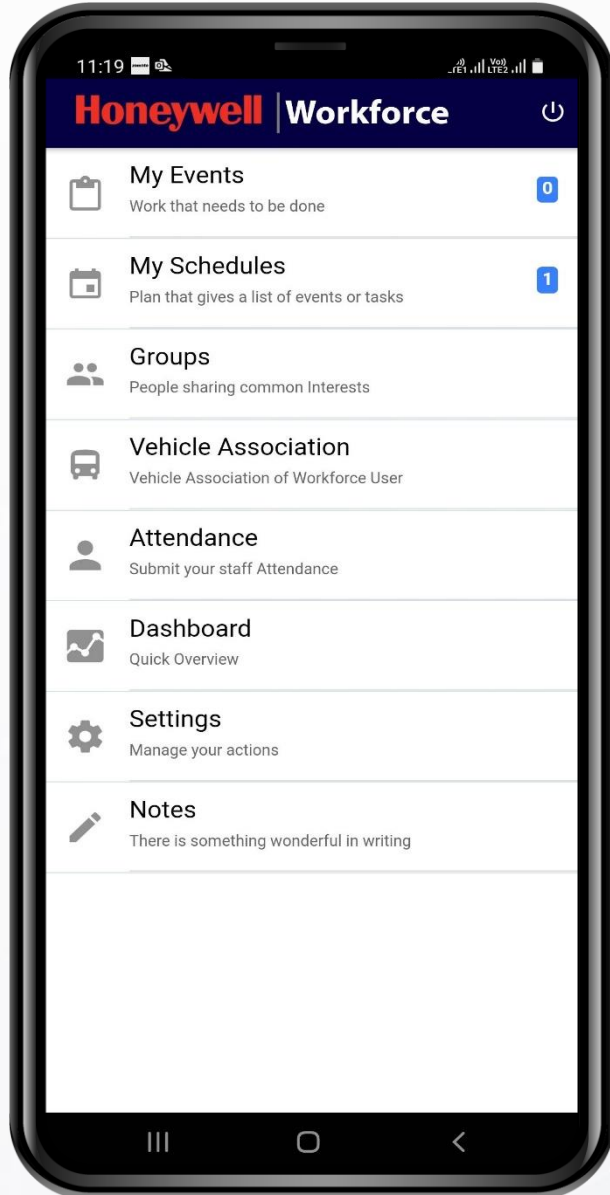 11:19
Honeywell | Workforce
My Events
Work that needs to be done
0
My Schedules
Plan that gives a list of events or tasks
1
Groups
People sharing common Interests
Vehicle Association
Vehicle Association of Workforce User
Attendance
Submit your staff Attendance
Dashboard
Quick Overview
Settings
Manage your actions
Notes
There is something wonderful in writing